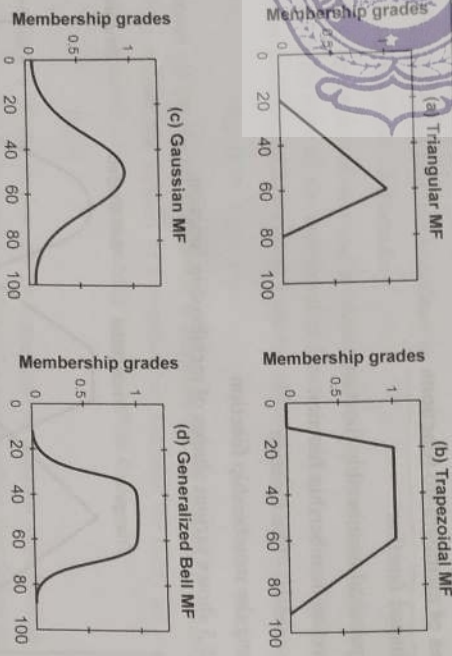 (a) Triangular MF
Membership grades
1
0.5
0
0 20 40 60 80 100
(b) Trapezoidal MF
Membership grades
1
0.5
0
0 20 40 60 80 100
(c) Gaussian MF
Membership grades
1
0.5
0
0 20 40 60 80 100
(d) Generalized Bell MF
Membership grades
1
0.5
0
0 20 40 60 80 100